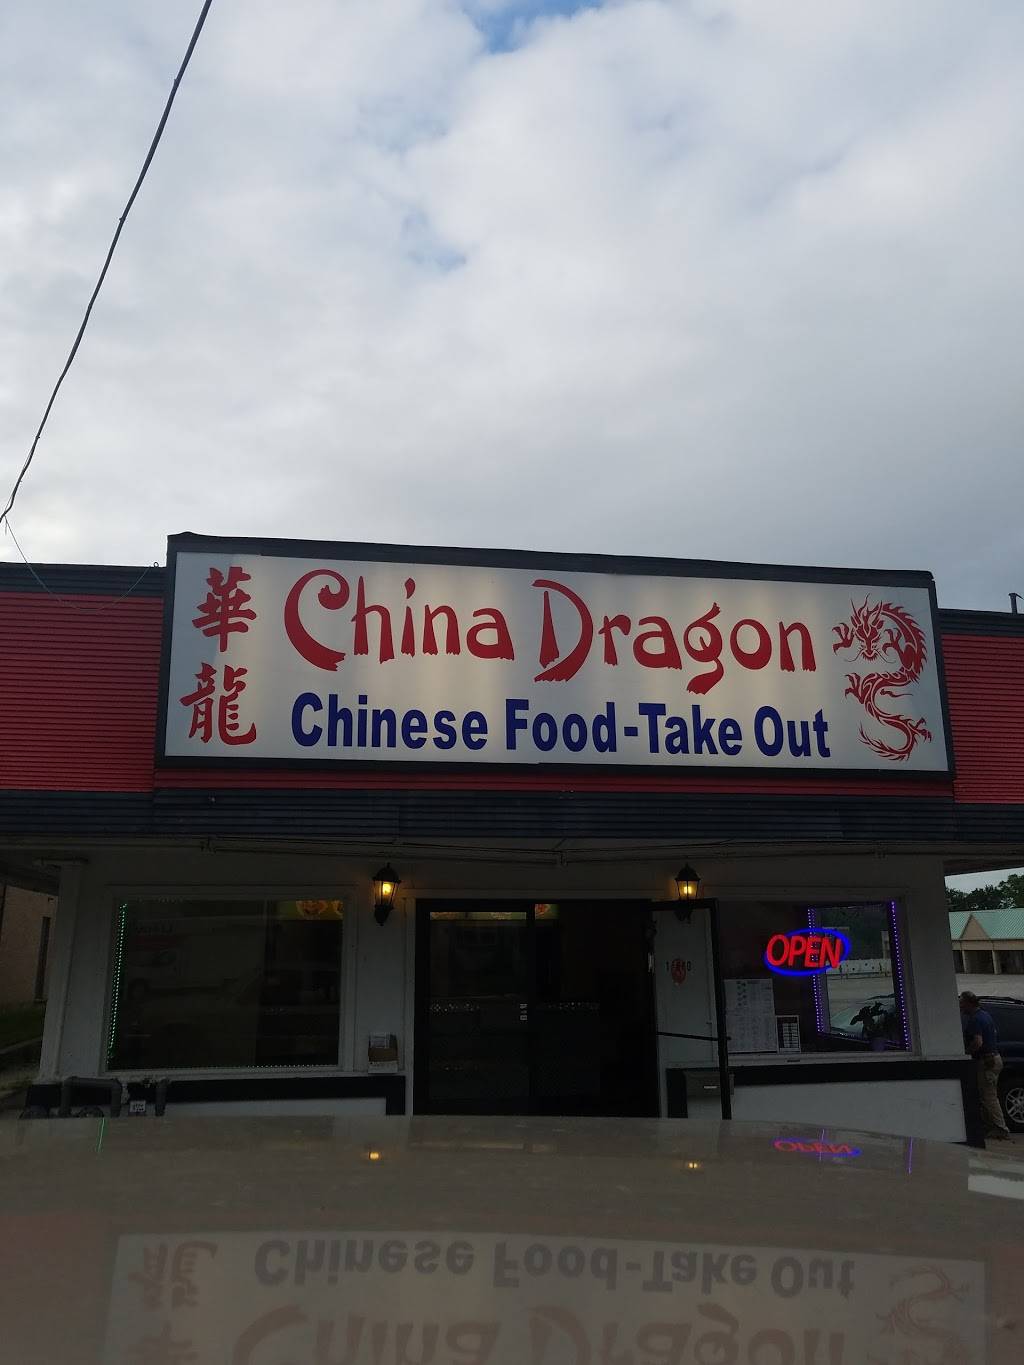 華龍
China Dragon
Chinese Food-Take Out
OPEN